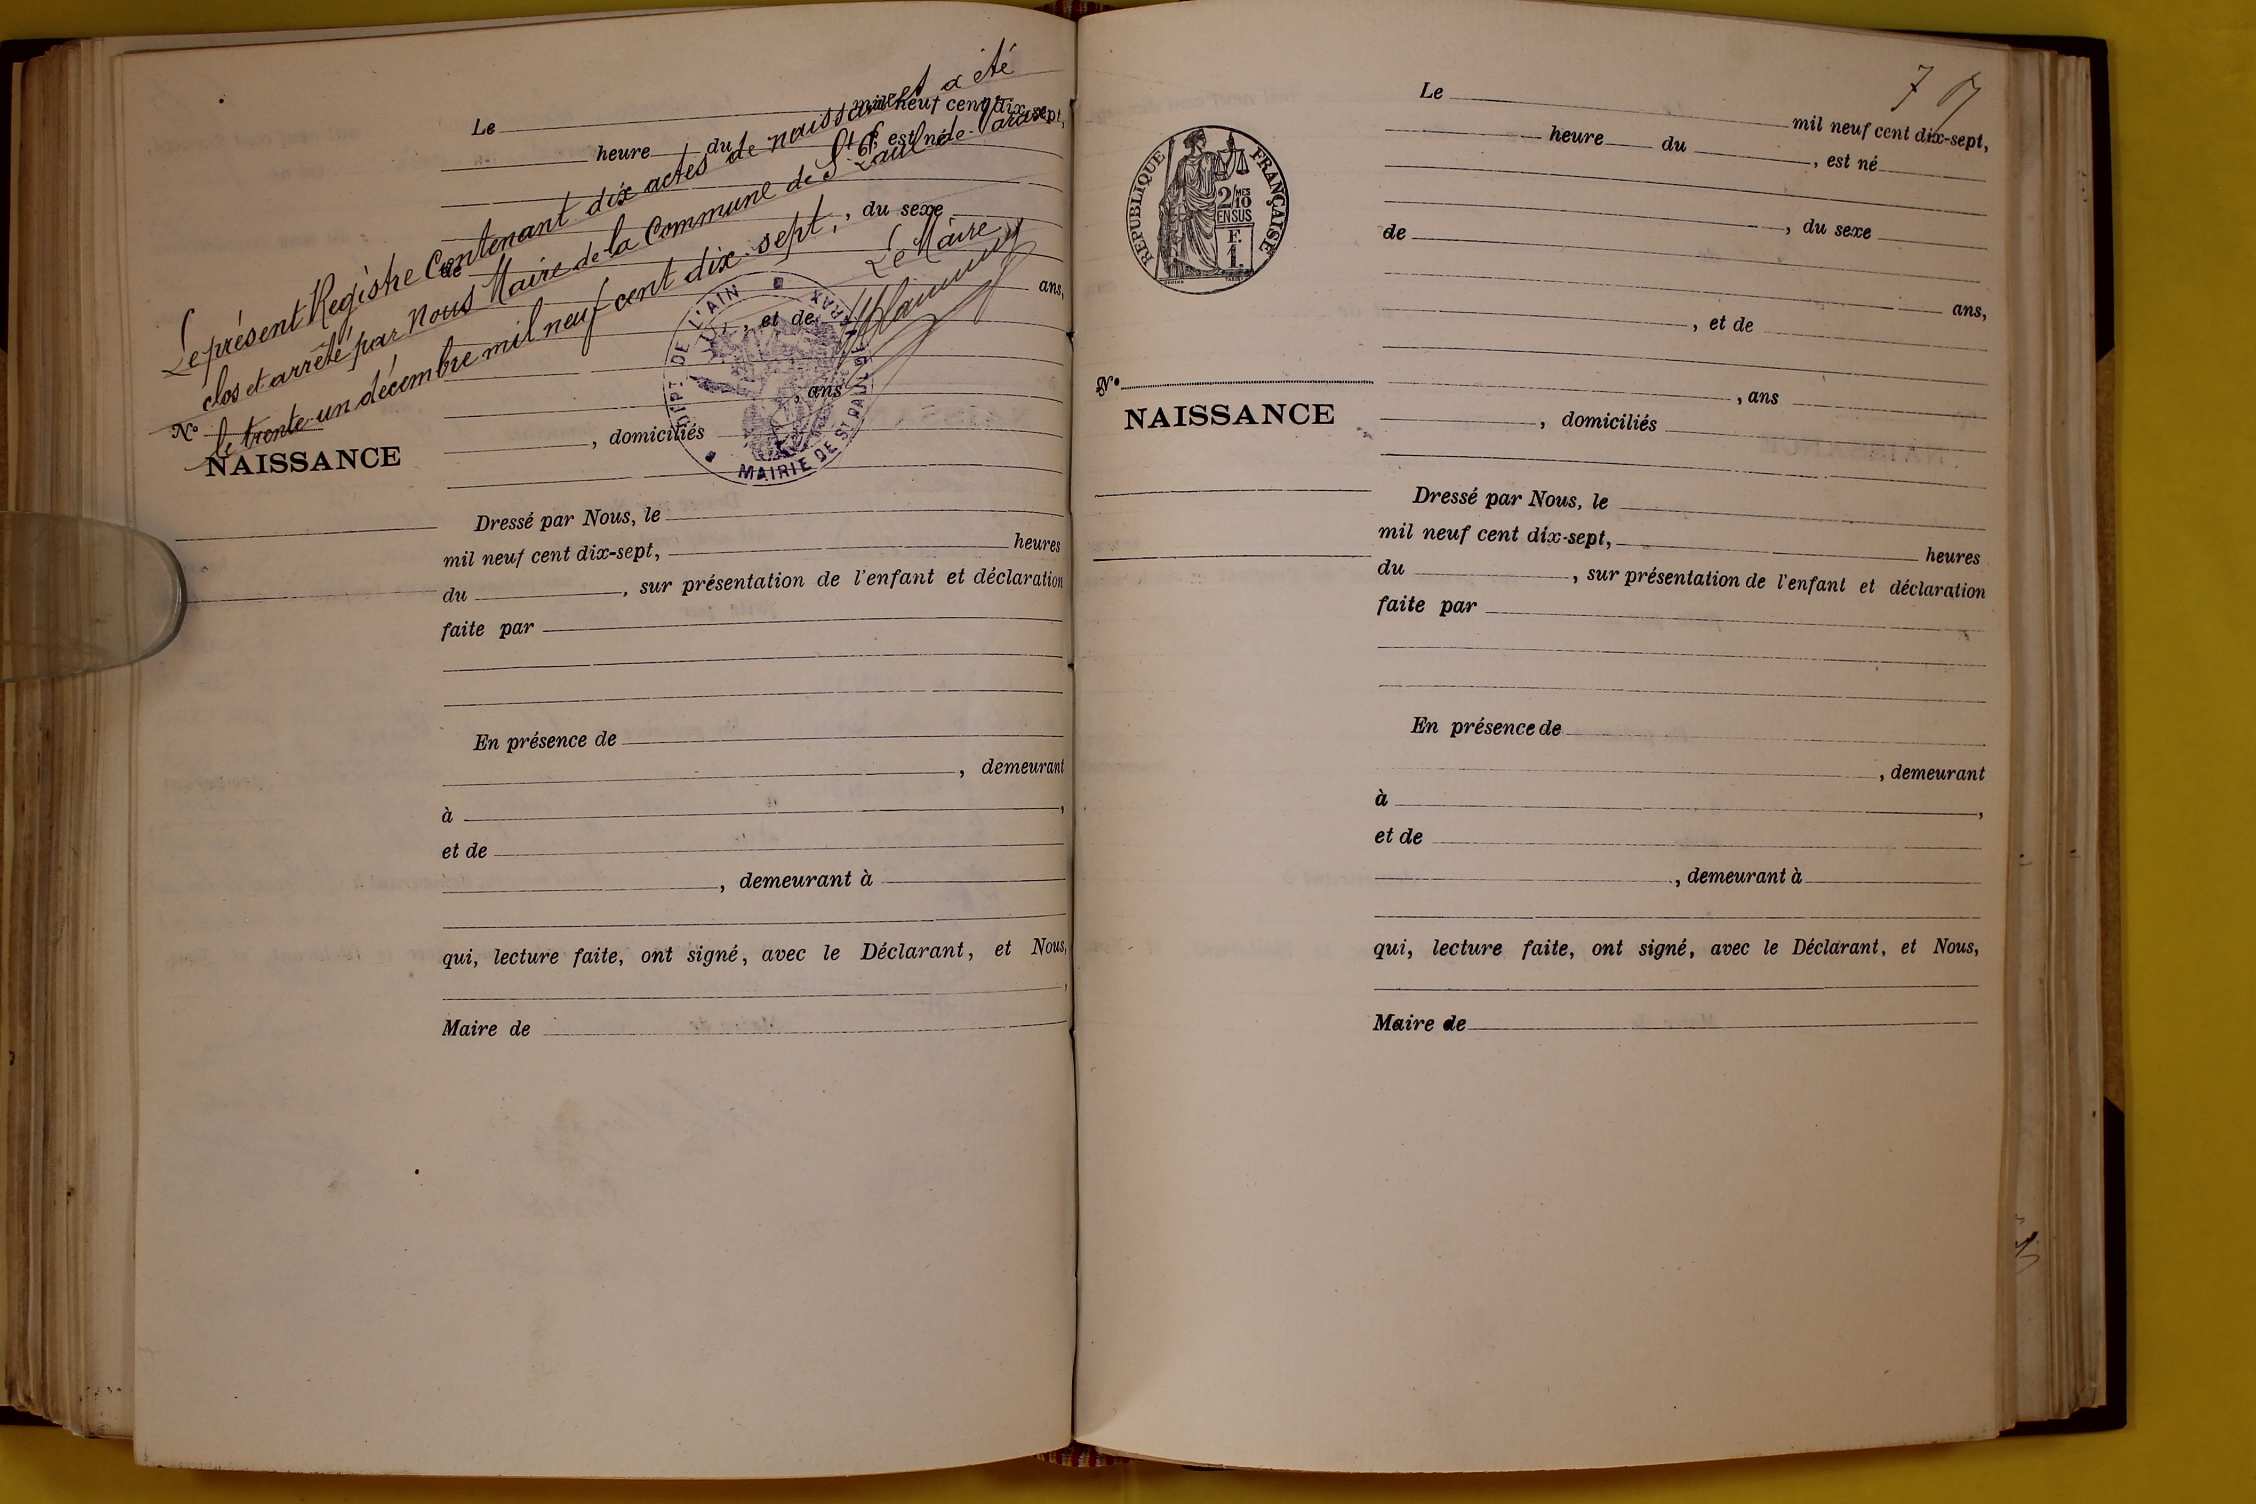 Le présent Registre Contenant dix actes de naissance et a été
clos et arrêté par Nous Maire de la Commune de St Paul de Varax
le trente-un décembre mil neuf cent dix-sept,
Le Maire
DÉPT DE L'AIN
MAIRIE DE ST PAUL DE VARAX
Le mil neuf cent dix-sept,
heure du , est né
, du sexe
de
ans,
, et de
, ans
, domiciliés
N°
NAISSANCE
Dressé par Nous, le
mil neuf cent dix-sept, heures
du , sur présentation de l'enfant et déclaration
faite par
En présence de
, demeurant
à ,
et de
, demeurant à
qui, lecture faite, ont signé, avec le Déclarant, et Nous,
,
Maire de
7
RÉPUBLIQUE FRANÇAISE
2/10 MES
EN SUS
F.
1.
N°
NAISSANCE
Le
mil neuf cent dix-sept,
heure du , est né
, du sexe
de
ans,
, et de
, ans
, domiciliés
Dressé par Nous, le
mil neuf cent dix-sept, heures
du , sur présentation de l'enfant et déclaration
faite par
En présence de
, demeurant
à ,
et de
, demeurant à
qui, lecture faite, ont signé, avec le Déclarant, et Nous,
Maire de